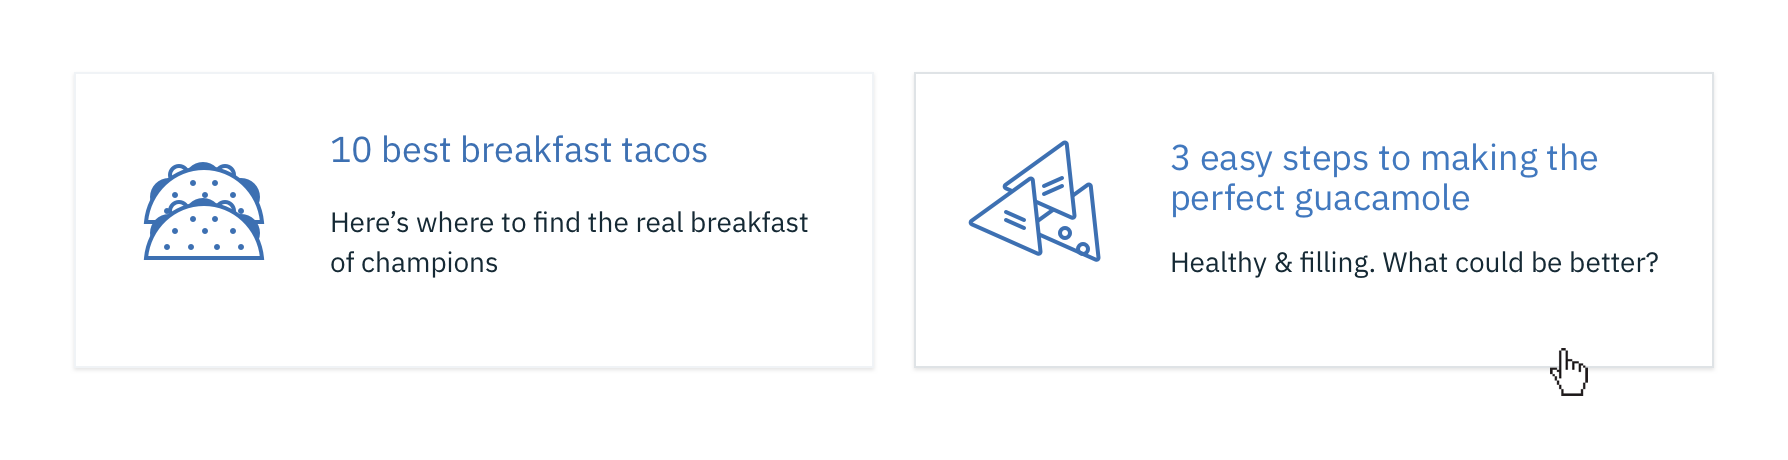 10 best breakfast tacos
Here’s where to find the real breakfast
of champions
3 easy steps to making the
perfect guacamole
Healthy & filling. What could be better?